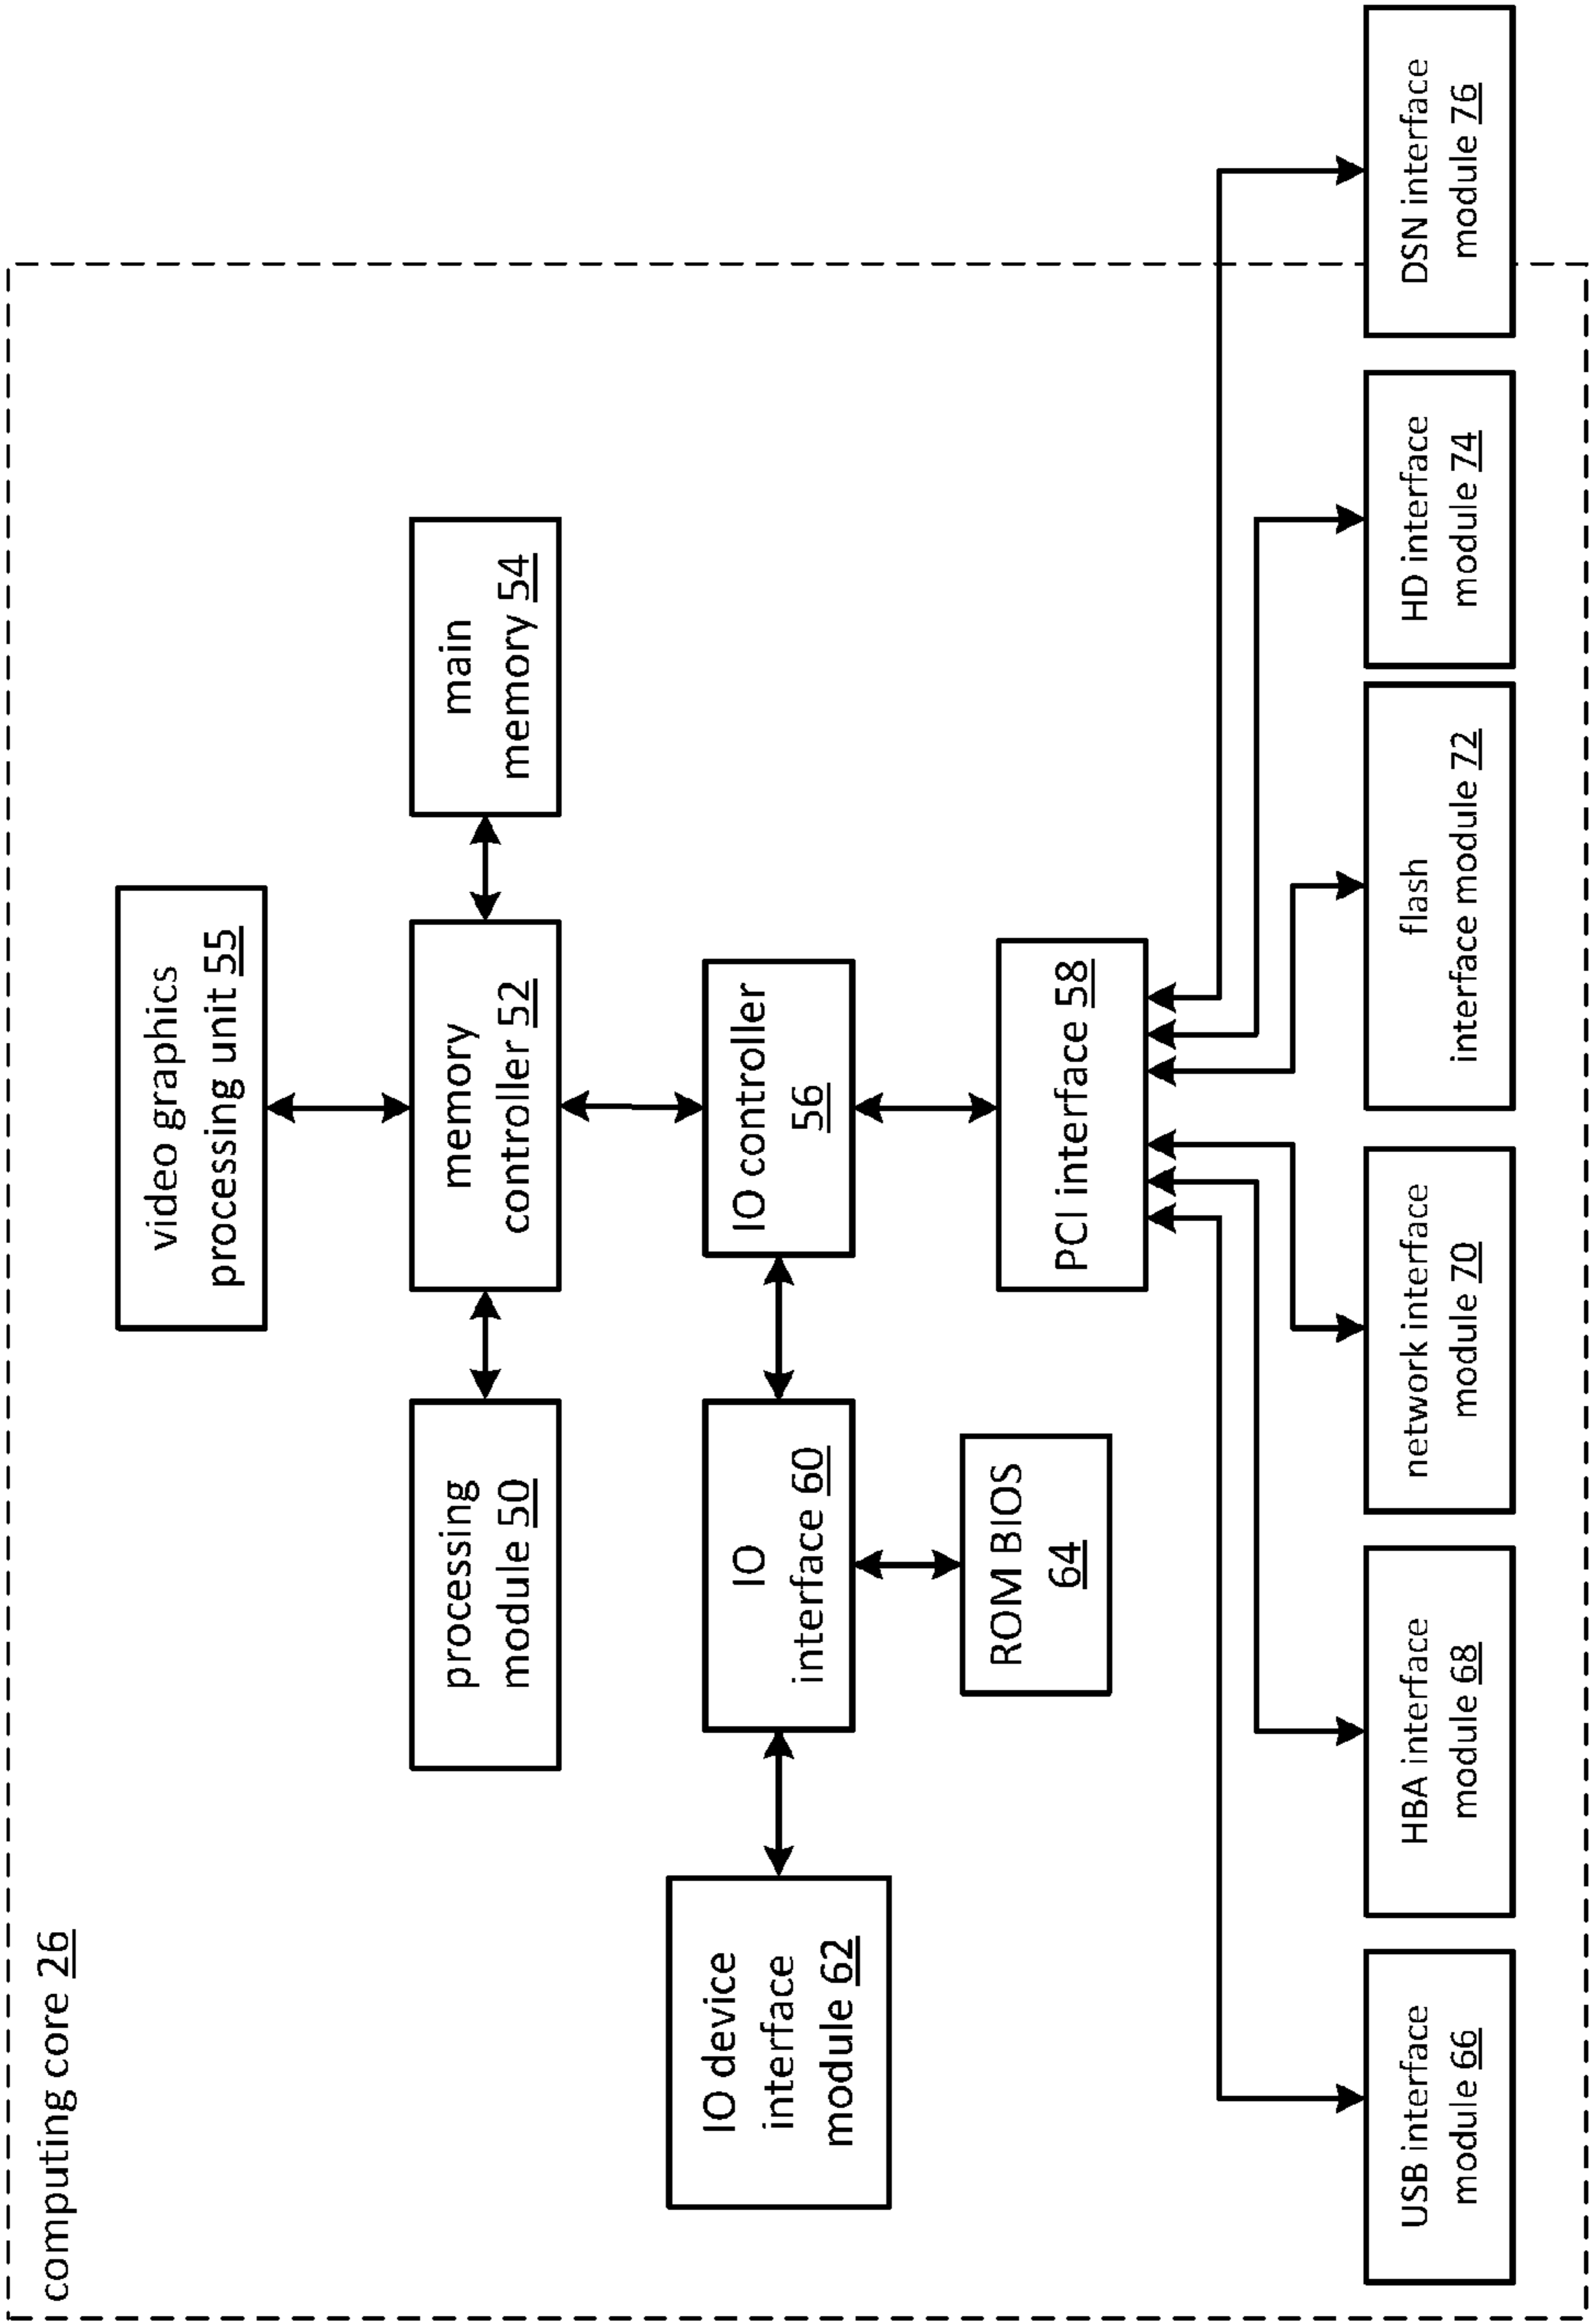 computing core 26
video graphics
processing unit 55
processing
module 50
memory
controller 52
main
memory 54
IO device
interface
module 62
IO
interface 60
IO controller
56
ROM BIOS
64
PCI interface 58
USB interface
module 66
HBA interface
module 68
network interface
module 70
flash
interface module 72
HD interface
module 74
DSN interface
module 76